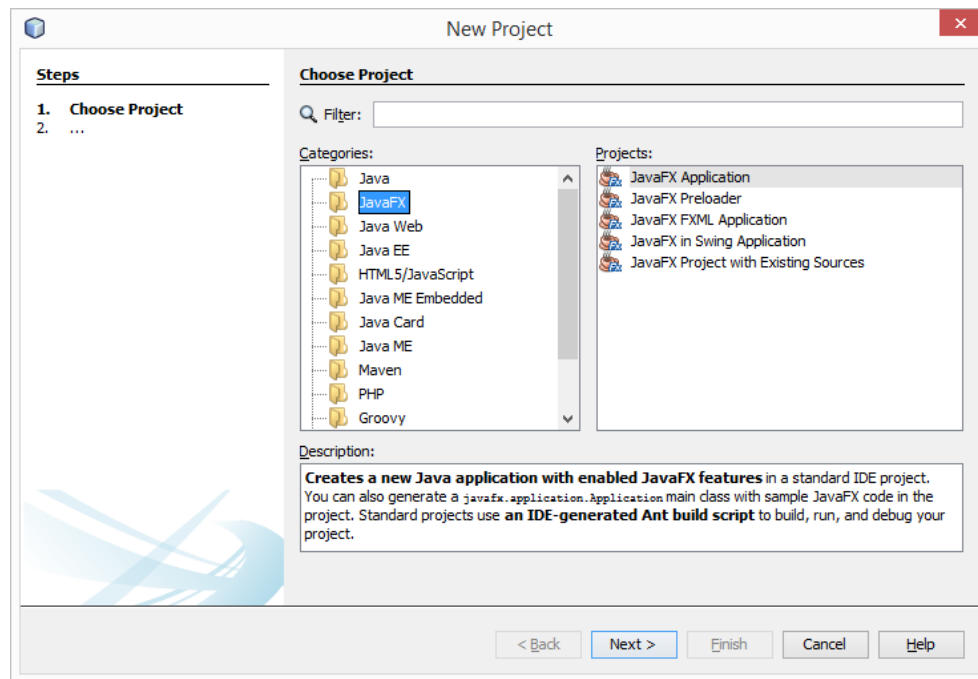 New Project
Steps
1. Choose Project
2. ...
Choose Project
Filter:
Categories:
Java
JavaFX
Java Web
Java EE
HTML5/JavaScript
Java ME Embedded
Java Card
Java ME
Maven
PHP
Groovy
Projects:
JavaFX Application
JavaFX Preloader
JavaFX FXML Application
JavaFX in Swing Application
JavaFX Project with Existing Sources
Description:
Creates a new Java application with enabled JavaFX features in a standard IDE project.
You can also generate a javafx.application.Application main class with sample JavaFX code in the
project. Standard projects use an IDE-generated Ant build script to build, run, and debug your
project.
< Back
Next >
Finish
Cancel
Help